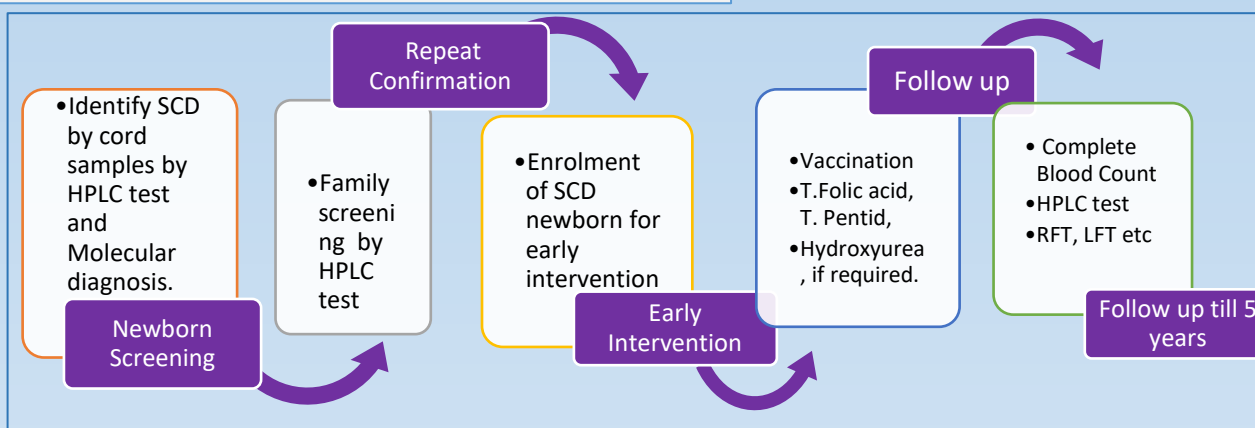 •Identify SCD
by cord
samples by
HPLC test
and
Molecular
diagnosis.
Newborn
Screening
Repeat
Confirmation
•Family
screeni
ng by
HPLC
test
•Enrolment
of SCD
newborn for
early
intervention
Early
Intervention
Follow up
•Vaccination
•T.Folic acid,
T. Pentid,
•Hydroxyurea
, if required.
• Complete
Blood Count
•HPLC test
•RFT, LFT etc
Follow up till 5
years